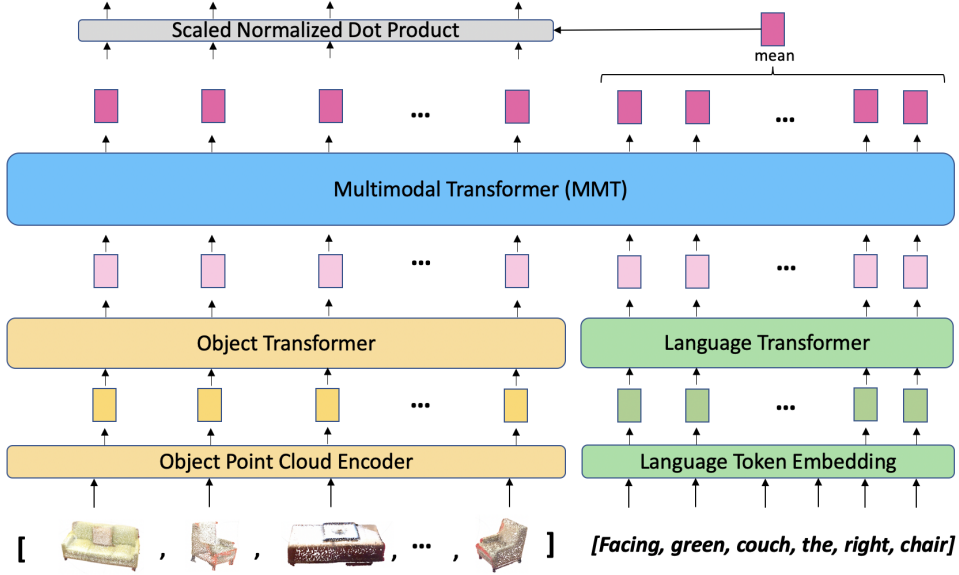 Scaled Normalized Dot Product
mean
...
...
Multimodal Transformer (MMT)
...
...
Object Transformer
Language Transformer
...
...
Object Point Cloud Encoder
Language Token Embedding
[ , , , ... , ]
[Facing, green, couch, the, right, chair]